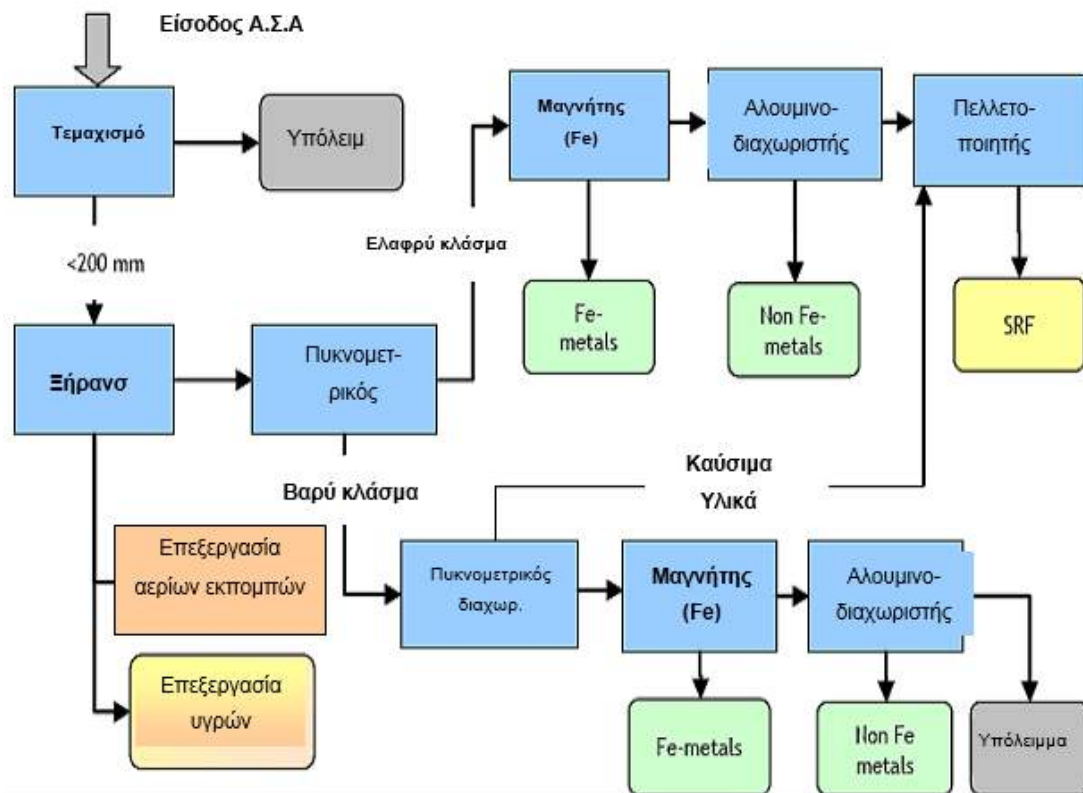 Είσοδος Α.Σ.Α
Τεμαχισμό
Υπόλειμ
Μαγνήτης
(Fe)
Αλουμινο-
διαχωριστής
Πελλετο-
ποιητής
<200 mm
Ελαφρύ κλάσμα
Fe-
metals
Non Fe-
metals
SRF
Ξήρανσ
Πυκνομετ-
ρικός
Βαρύ κλάσμα
Καύσιμα
Υλικά
Επεξεργασία
αερίων εκπομπών
Πυκνομετρικός
διαχωρ.
Μαγνήτης
(Fe)
Αλουμινο-
διαχωριστής
Επεξεργασία
υγρών
Fe-metals
Non Fe
metals
Υπόλειμμα